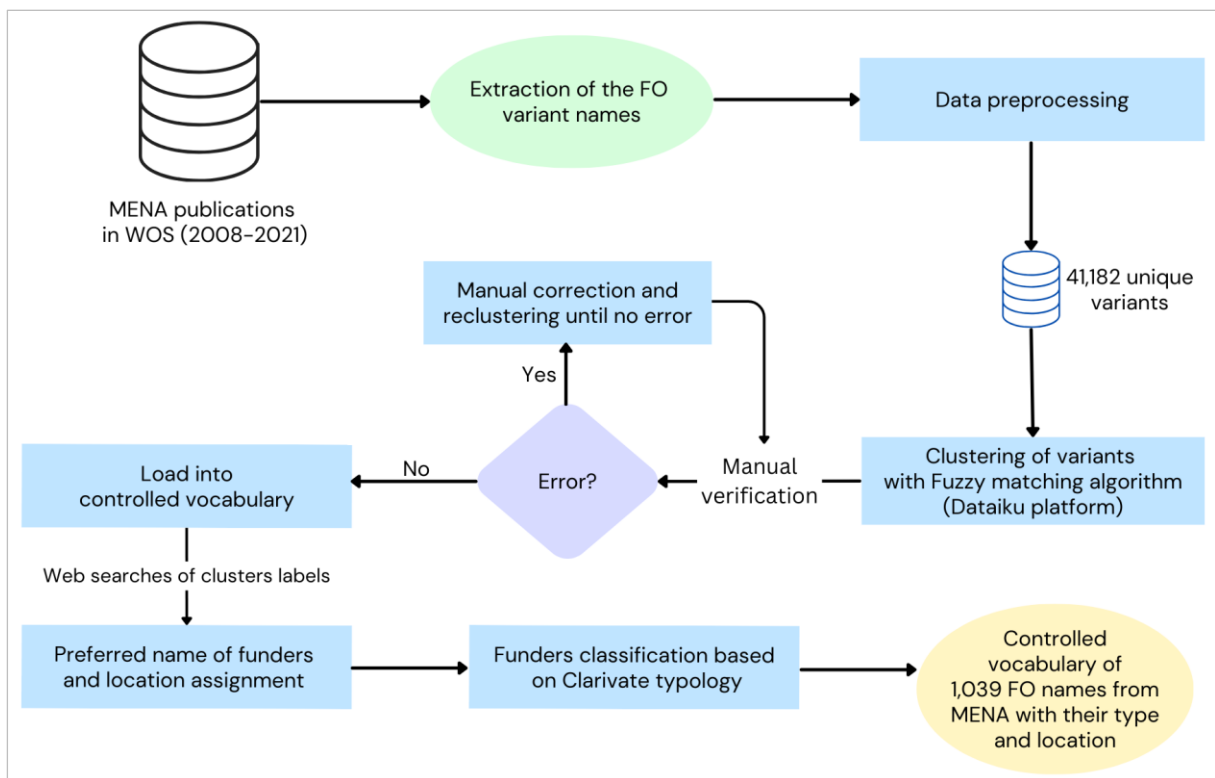 Extraction of the FO
variant names
Data preprocessing
MENA publications
in WOS (2008-2021)
41,182 unique
variants
Manual correction and
reclustering until no error
Yes
Load into
controlled vocabulary
No
Error?
Manual
verification
Clustering of variants
with Fuzzy matching algorithm
(Dataiku platform)
Web searches of clusters labels
Preferred name of funders
and location assignment
Funders classification based
on Clarivate typology
Controlled
vocabulary of
1,039 FO names from
MENA with their type
and location